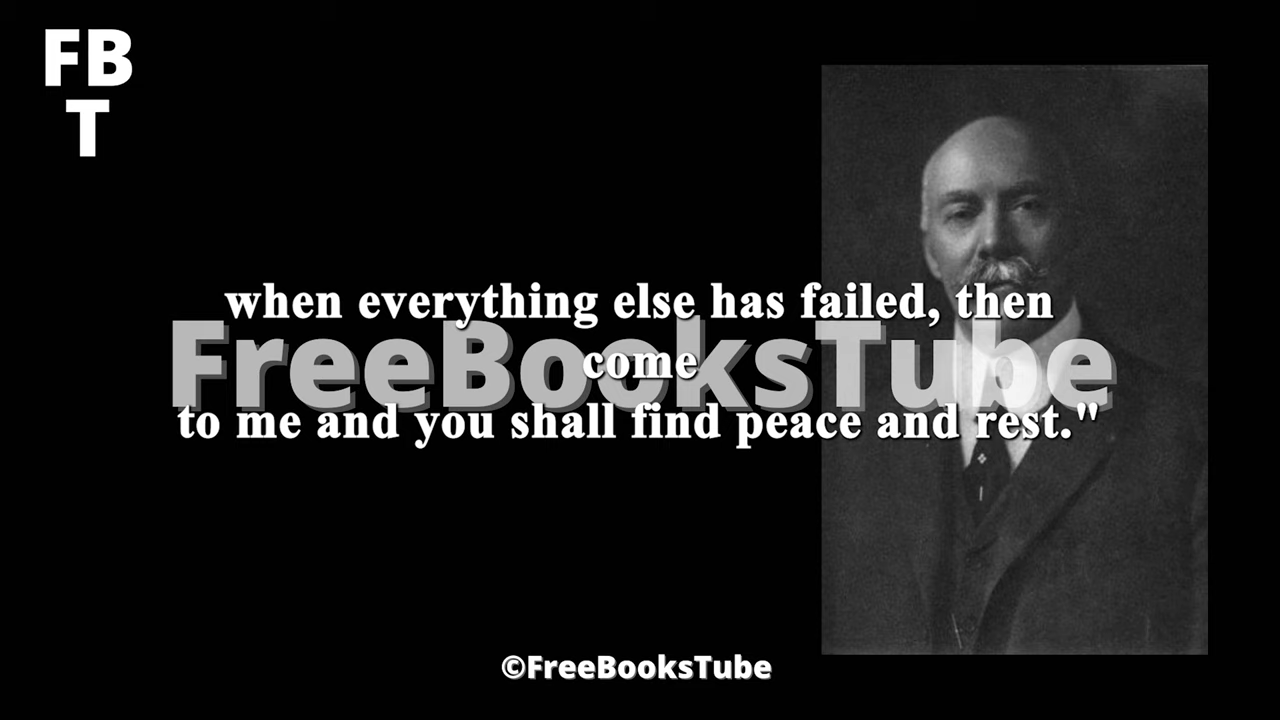 FB
T
when everything else has failed, then
come
to me and you shall find peace and rest."
FreeBooksTube
©FreeBooksTube